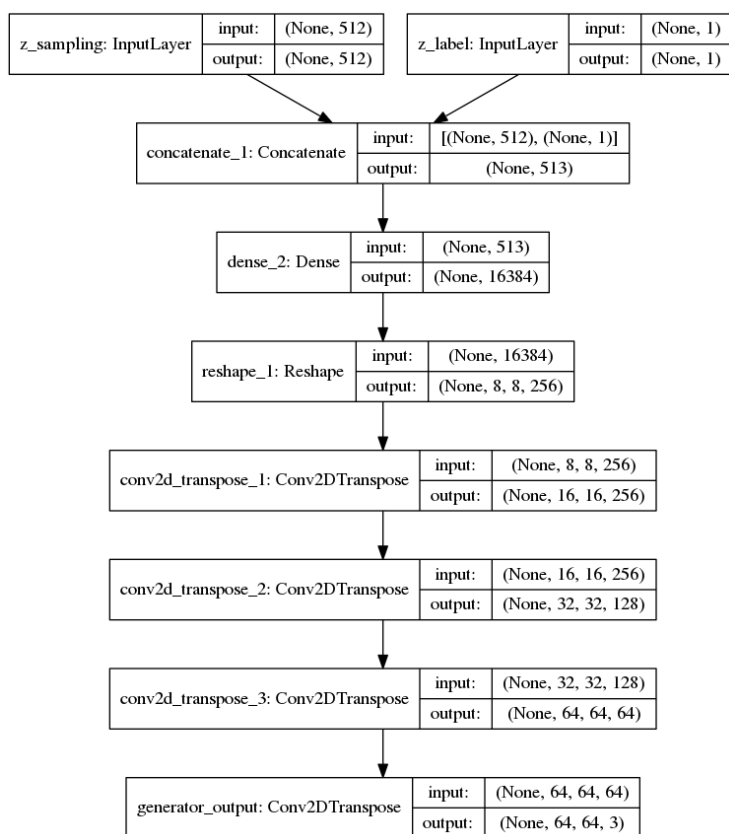 z_sampling: InputLayer input: (None, 512)
output: (None, 512)
z_label: InputLayer input: (None, 1)
output: (None, 1)
concatenate_1: Concatenate input: [(None, 512), (None, 1)]
output: (None, 513)
dense_2: Dense input: (None, 513)
output: (None, 16384)
reshape_1: Reshape input: (None, 16384)
output: (None, 8, 8, 256)
conv2d_transpose_1: Conv2DTranspose input: (None, 8, 8, 256)
output: (None, 16, 16, 256)
conv2d_transpose_2: Conv2DTranspose input: (None, 16, 16, 256)
output: (None, 32, 32, 128)
conv2d_transpose_3: Conv2DTranspose input: (None, 32, 32, 128)
output: (None, 64, 64, 64)
generator_output: Conv2DTranspose input: (None, 64, 64, 64)
output: (None, 64, 64, 3)